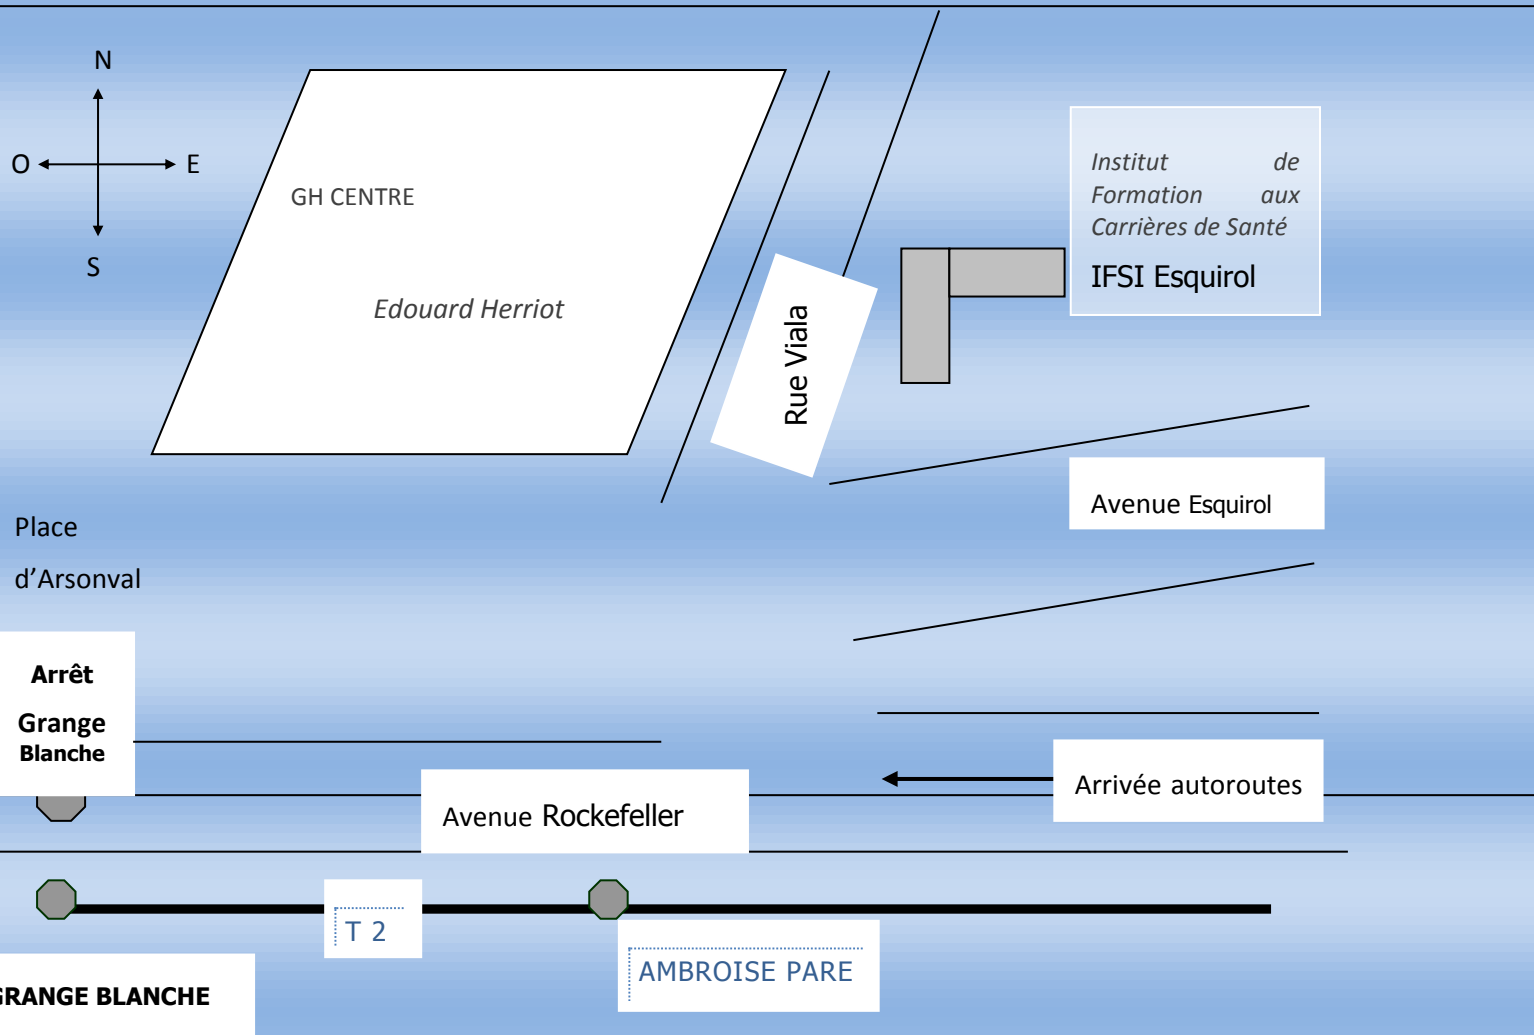 N
O
E
S
GH CENTRE
Edouard Herriot
Rue Viala
Institut de
Formation aux
Carrières de Santé
IFSI Esquirol
Avenue Esquirol
Place
d’Arsonval
Arrêt
Grange
Blanche
Arrivée autoroutes
Avenue Rockefeller
T 2
AMBROISE PARE
GRANGE BLANCHE